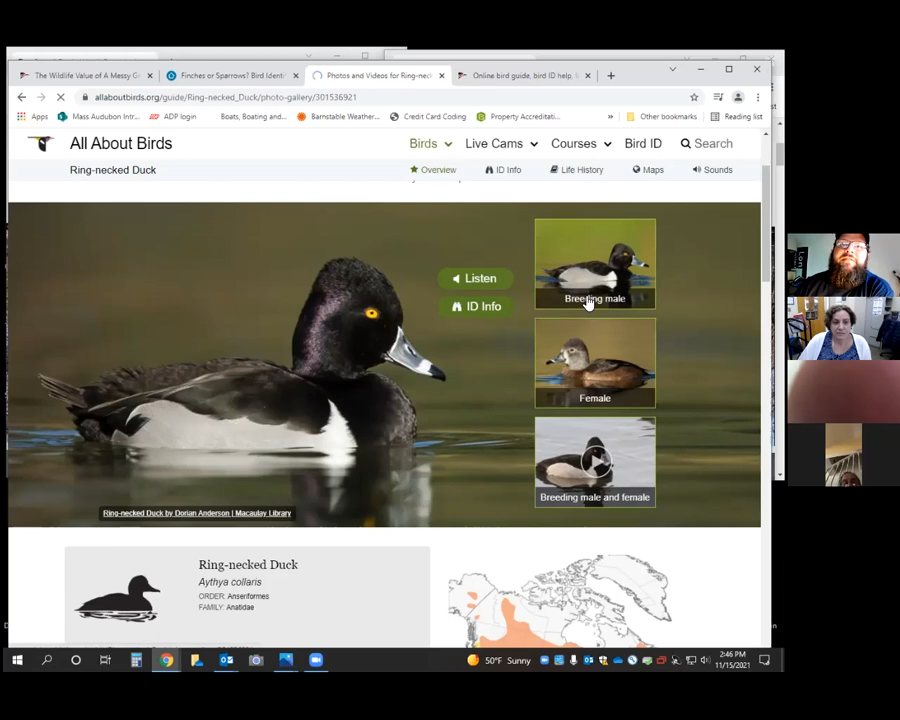 The Wildlife Value of A Messy G
Finches or Sparrows? Bird Identifi
Photos and Videos for Ring-nec
Online bird guide, bird ID help, l
allaboutbirds.org/guide/Ring-necked_Duck/photo-gallery/301536921
Apps
Mass Audubon Intr...
ADP login
Boats, Boating and...
Barnstable Weather...
Credit Card Coding
Property Accreditati...
»
Other bookmarks
Reading list
All About Birds
Birds
Live Cams
Courses
Bird ID
Search
Ring-necked Duck
Overview
ID Info
Life History
Maps
Sounds
Listen
ID Info
Breeding male
Female
Breeding male and female
Ring-necked Duck by Dorian Anderson | Macaulay Library
Ring-necked Duck
Aythya collaris
ORDER: Anseriformes
FAMILY: Anatidae
50°F Sunny
2:46 PM
11/15/2021